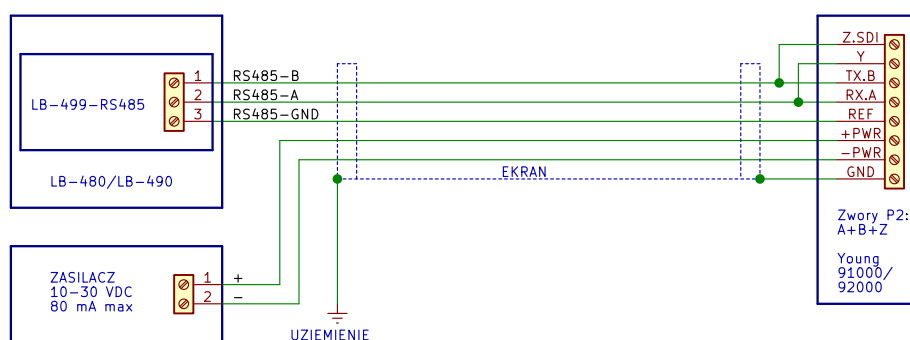 LB-499-RS485
1
2
3
RS485-B
RS485-A
RS485-GND
LB-480/LB-490
EKRAN
Z.SDI
Y
TX.B
RX.A
REF
+PWR
-PWR
GND
Zwory P2:
A+B+Z
Young
91000/
92000
ZASILACZ
10-30 VDC
80 mA max
1
2
+
-
UZIEMIENIE